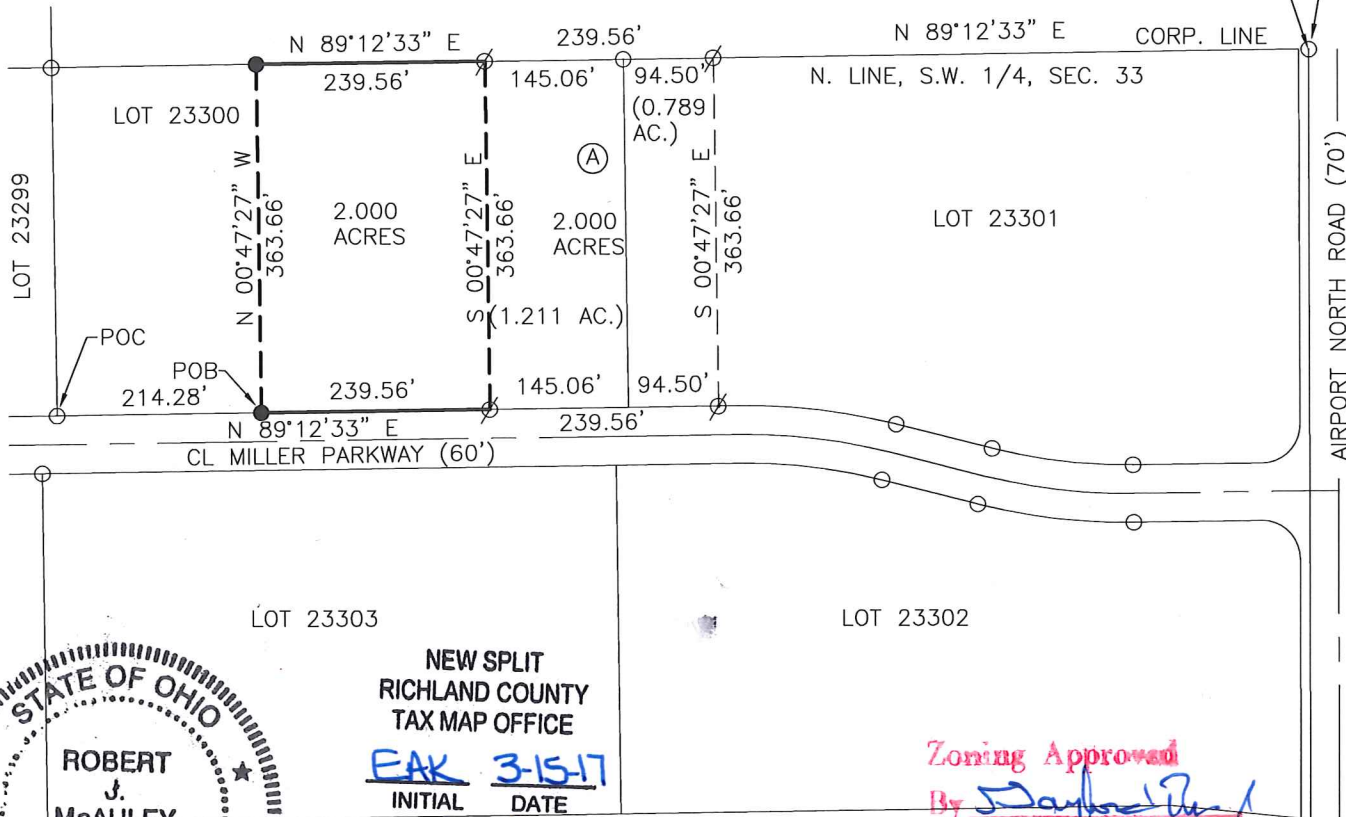 N 89°12'33" E
239.56'
N 89°12'33" E
CORP. LINE
239.56'
145.06'
94.50'
N. LINE, S.W. 1/4, SEC. 33
(0.789
AC.)
LOT 23300
A
LOT 23299
N 00°47'27" W
363.66'
2.000
ACRES
S 00°47'27" E
363.66'
2.000
ACRES
(1.211 AC.)
S 00°47'27" E
363.66'
LOT 23301
AIRPORT NORTH ROAD (70')
POC
POB
214.28'
239.56'
145.06'
94.50'
N 89°12'33" E
239.56'
CL MILLER PARKWAY (60')
LOT 23303
LOT 23302
NEW SPLIT
RICHLAND COUNTY
TAX MAP OFFICE
EAK 3-15-17
INITIAL DATE
STATE OF OHIO
ROBERT
J.
McAULEY
Zoning Approved
By